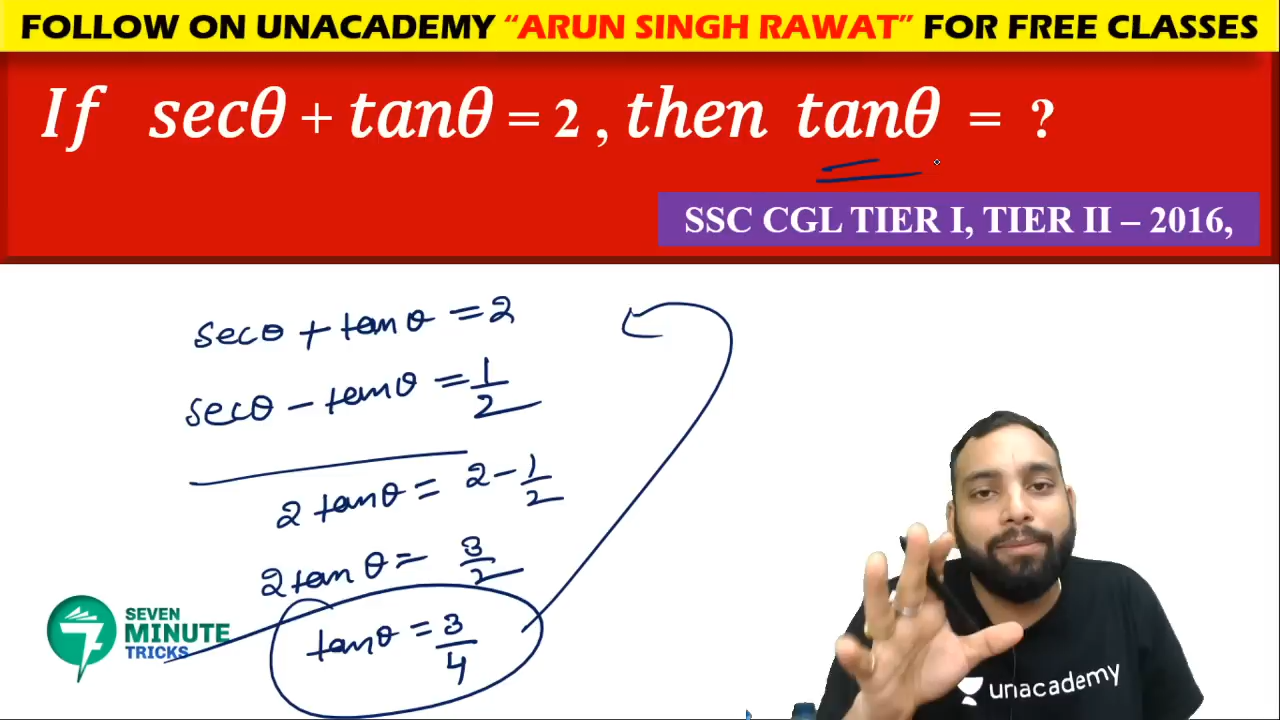 FOLLOW ON UNACADEMY “ARUN SINGH RAWAT” FOR FREE CLASSES
If secθ + tanθ = 2 , then tanθ = ?
SSC CGL TIER I, TIER II – 2016,
secθ + tanθ = 2
secθ - tanθ = 1/2
2 tanθ = 2 - 1/2
2tanθ = 3/2
tanθ = 3/4
SEVEN
MINUTE
TRICKS
unacademy